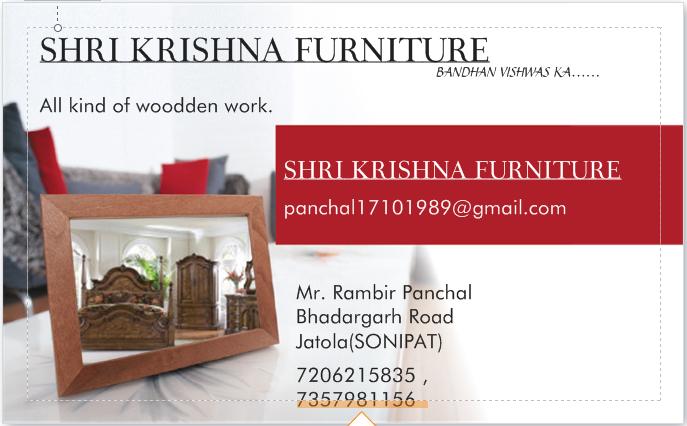 SHRI KRISHNA FURNITURE
BANDHAN VISHWAS KA......
All kind of woodden work.
SHRI KRISHNA FURNITURE
panchal17101989@gmail.com
Mr. Rambir Panchal
Bhadargarh Road
Jatola(SONIPAT)
7206215835 ,
7357981156